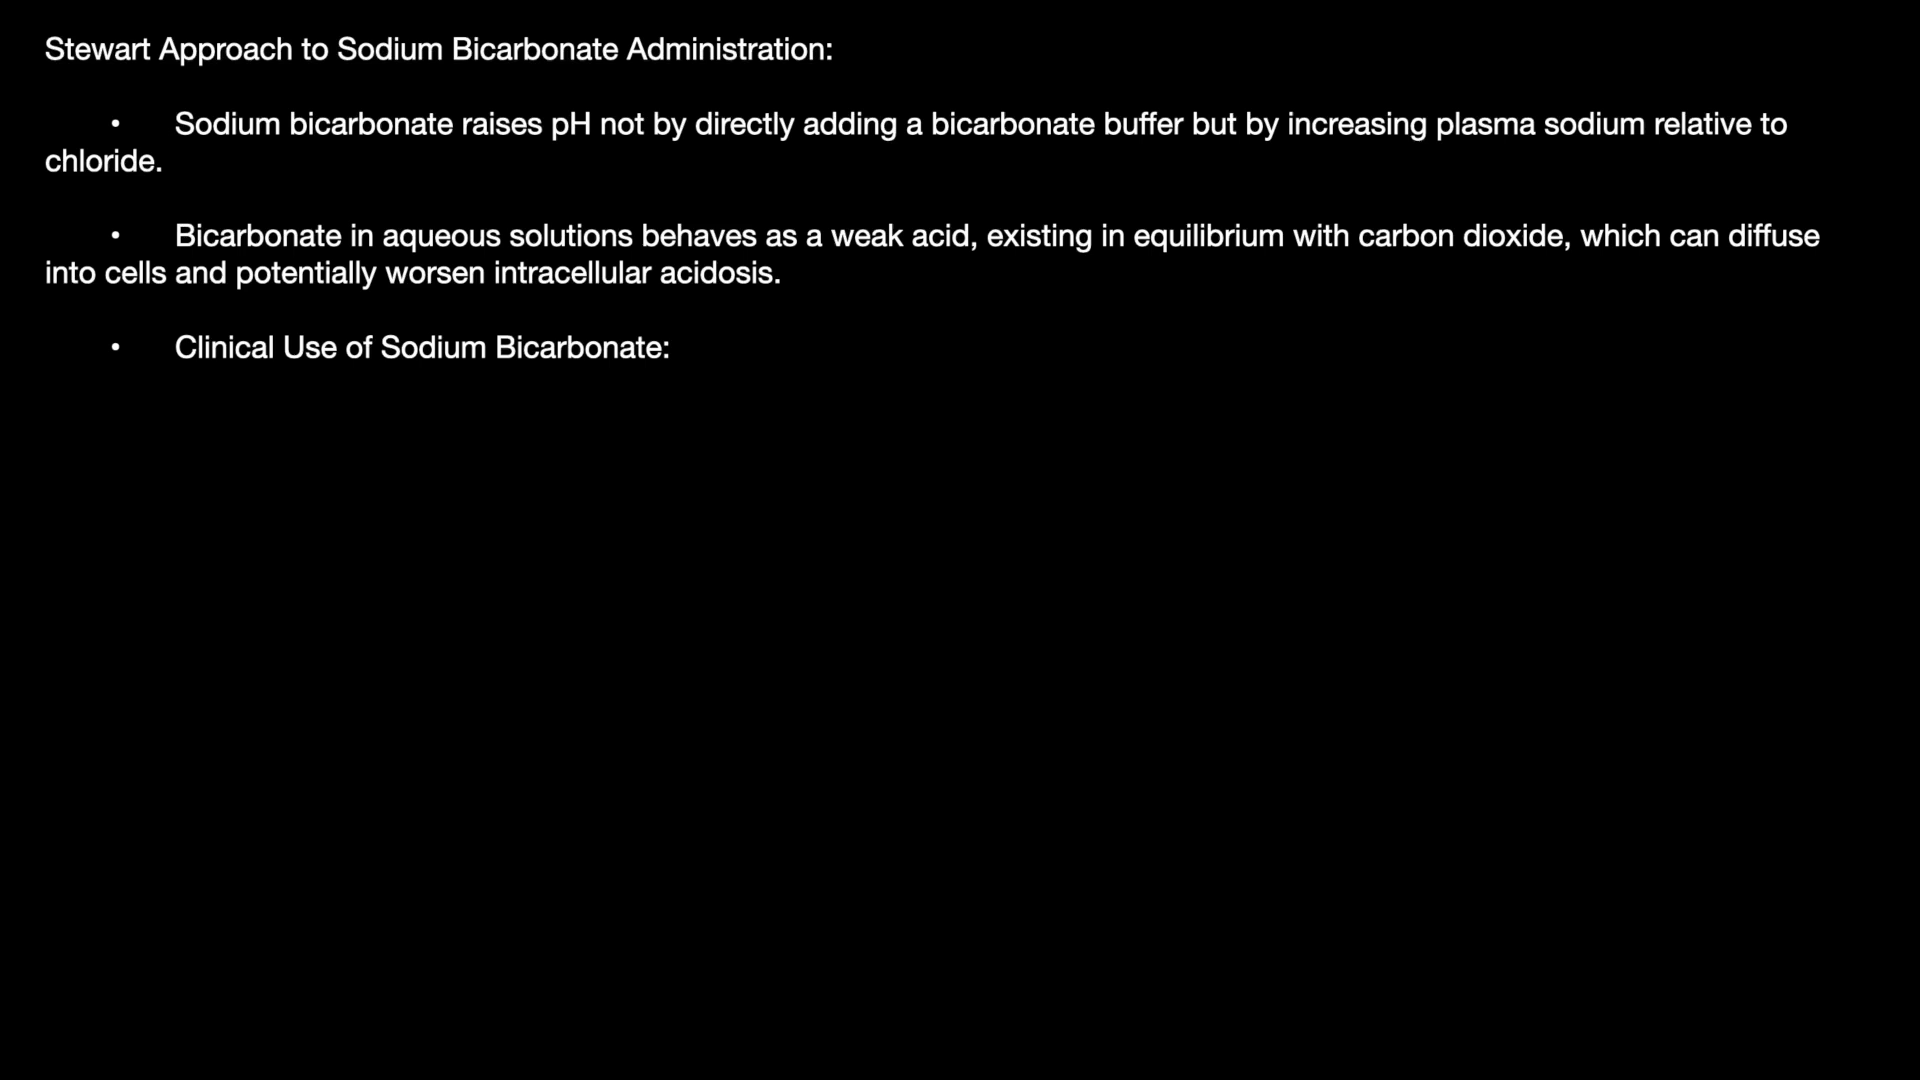 Stewart Approach to Sodium Bicarbonate Administration:
• Sodium bicarbonate raises pH not by directly adding a bicarbonate buffer but by increasing plasma sodium relative to
chloride.
• Bicarbonate in aqueous solutions behaves as a weak acid, existing in equilibrium with carbon dioxide, which can diffuse
into cells and potentially worsen intracellular acidosis.
• Clinical Use of Sodium Bicarbonate: